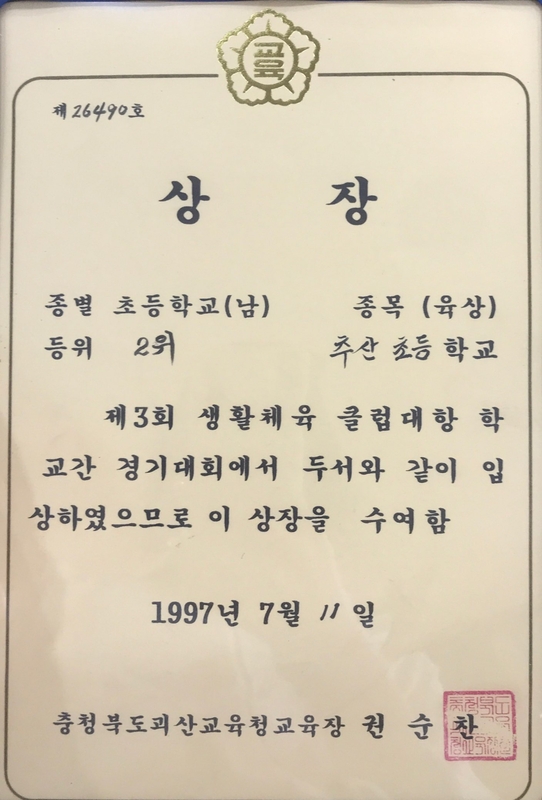 교육
제 26490호
상 장
종별 초등학교(남) 종목 (육상)
등위 2위 추산 초등 학교
제3회 생활체육 클럽대항 학
교간 경기대회에서 두서와 같이 입
상하였으므로 이 상장을 수여함
1997년 7월 11일
충청북도괴산교육청교육장 권 순 찬